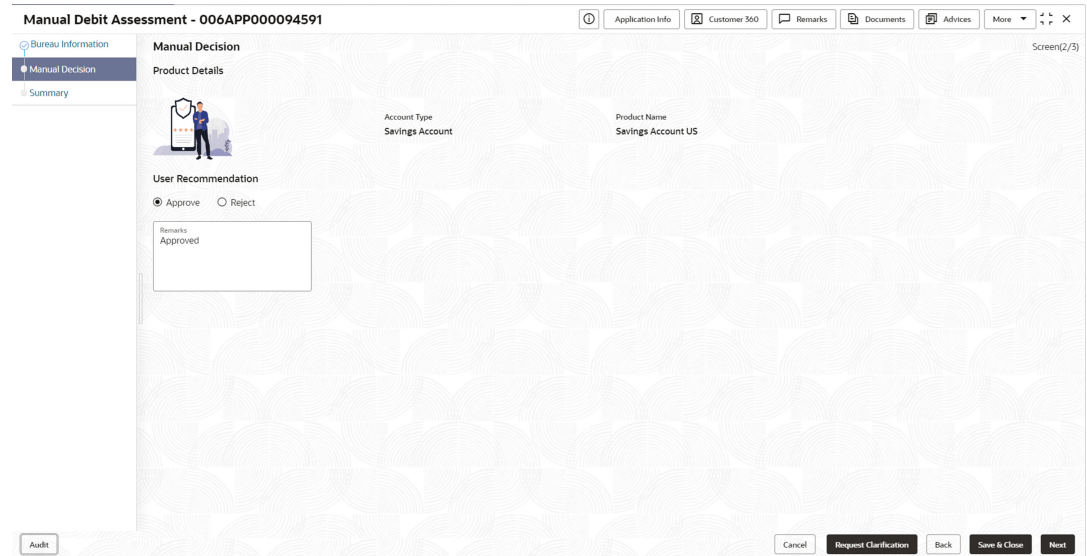 Manual Debit Assessment - 006APP000094591
Application Info
Customer 360
Remarks
Documents
Advices
More
Bureau Information
Manual Decision
Summary
Manual Decision
Screen(2/3)
Product Details
Account Type
Savings Account
Product Name
Savings Account US
User Recommendation
Approve
Reject
Remarks
Approved
Audit
Cancel
Request Clarification
Back
Save & Close
Next